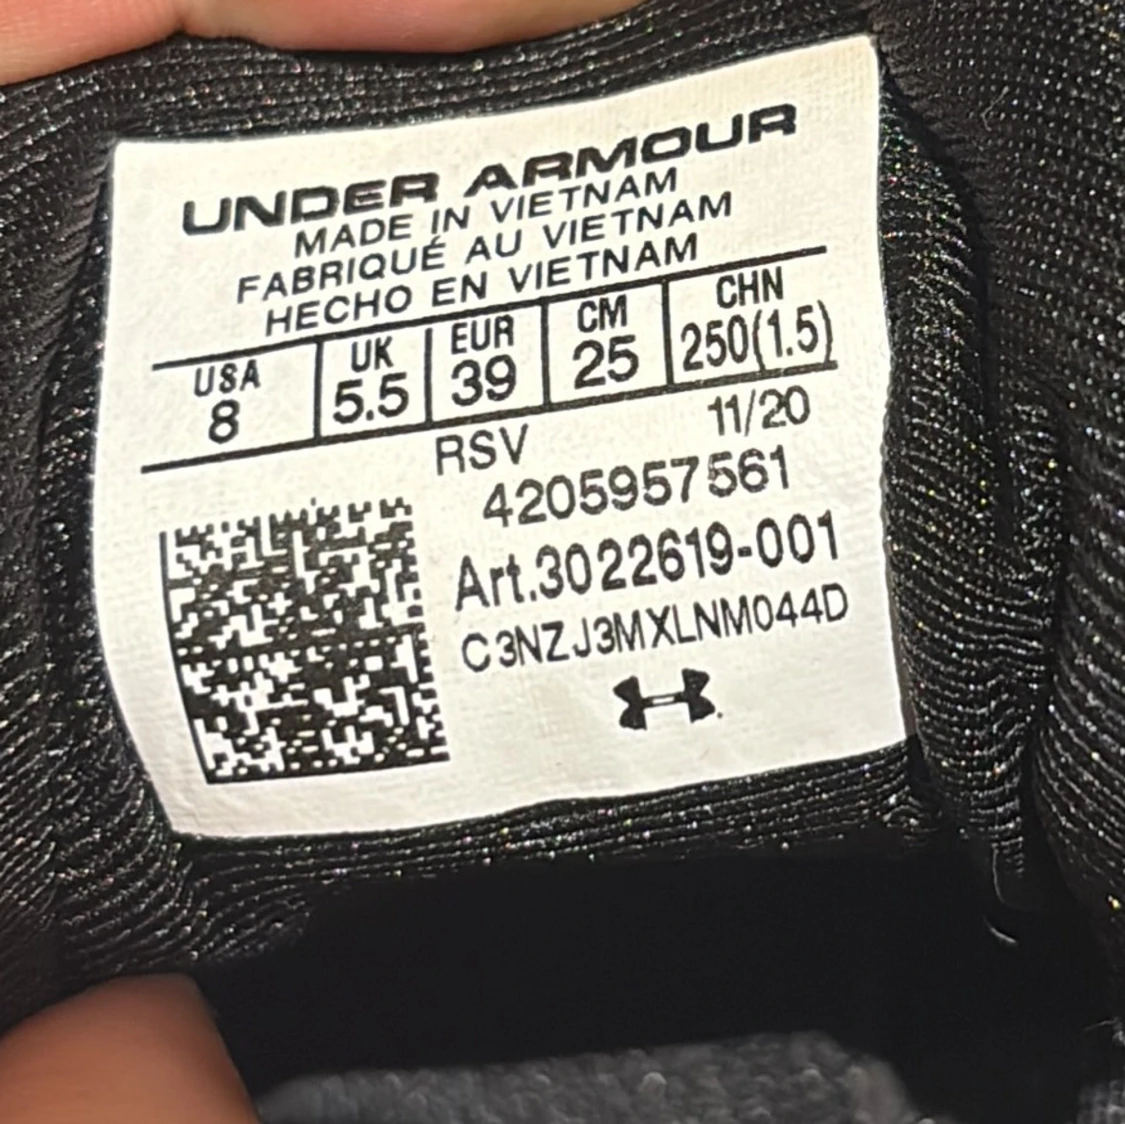 UNDER ARMOUR
MADE IN VIETNAM
FABRIQUÉ AU VIETNAM
HECHO EN VIETNAM
USA UK EUR CM CHN
8 5.5 39 25 250(1.5)
RSV 11/20
4205957561
Art.3022619-001
C3NZJ3MXLNM044D